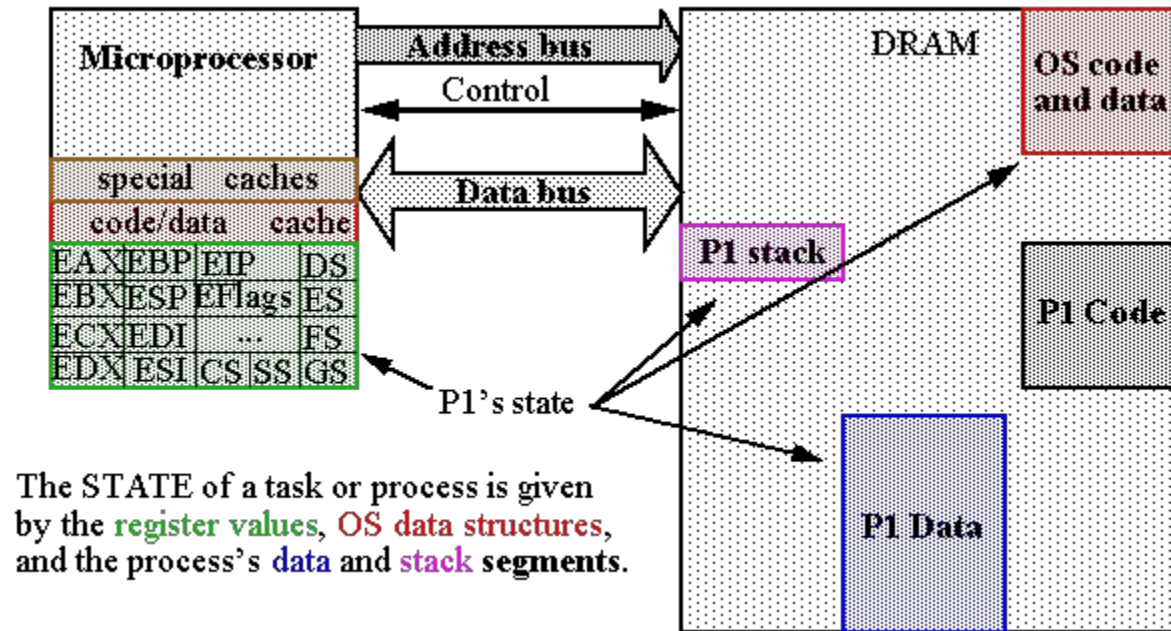 Microprocessor
Address bus
Control
Data bus
DRAM
OS code
and data
special caches
code/data cache
EAX EBP EIP DS
EBX ESP EFlags ES
ECX EDI ... FS
EDX ESI CS SS GS
P1 stack
P1 Code
P1's state
P1 Data
The STATE of a task or process is given
by the register values, OS data structures,
and the process's data and stack segments.